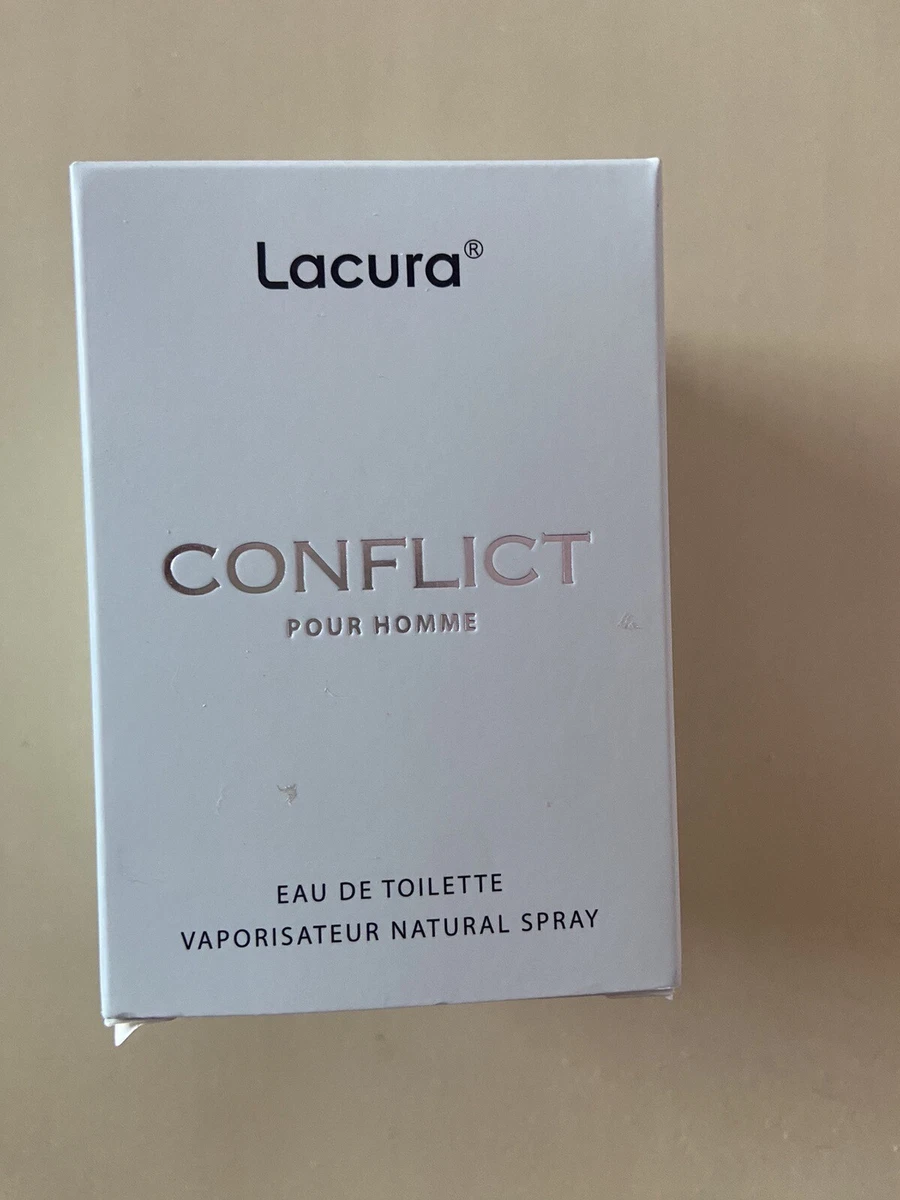 Lacura®
CONFLICT
POUR HOMME
EAU DE TOILETTE
VAPORISATEUR NATURAL SPRAY